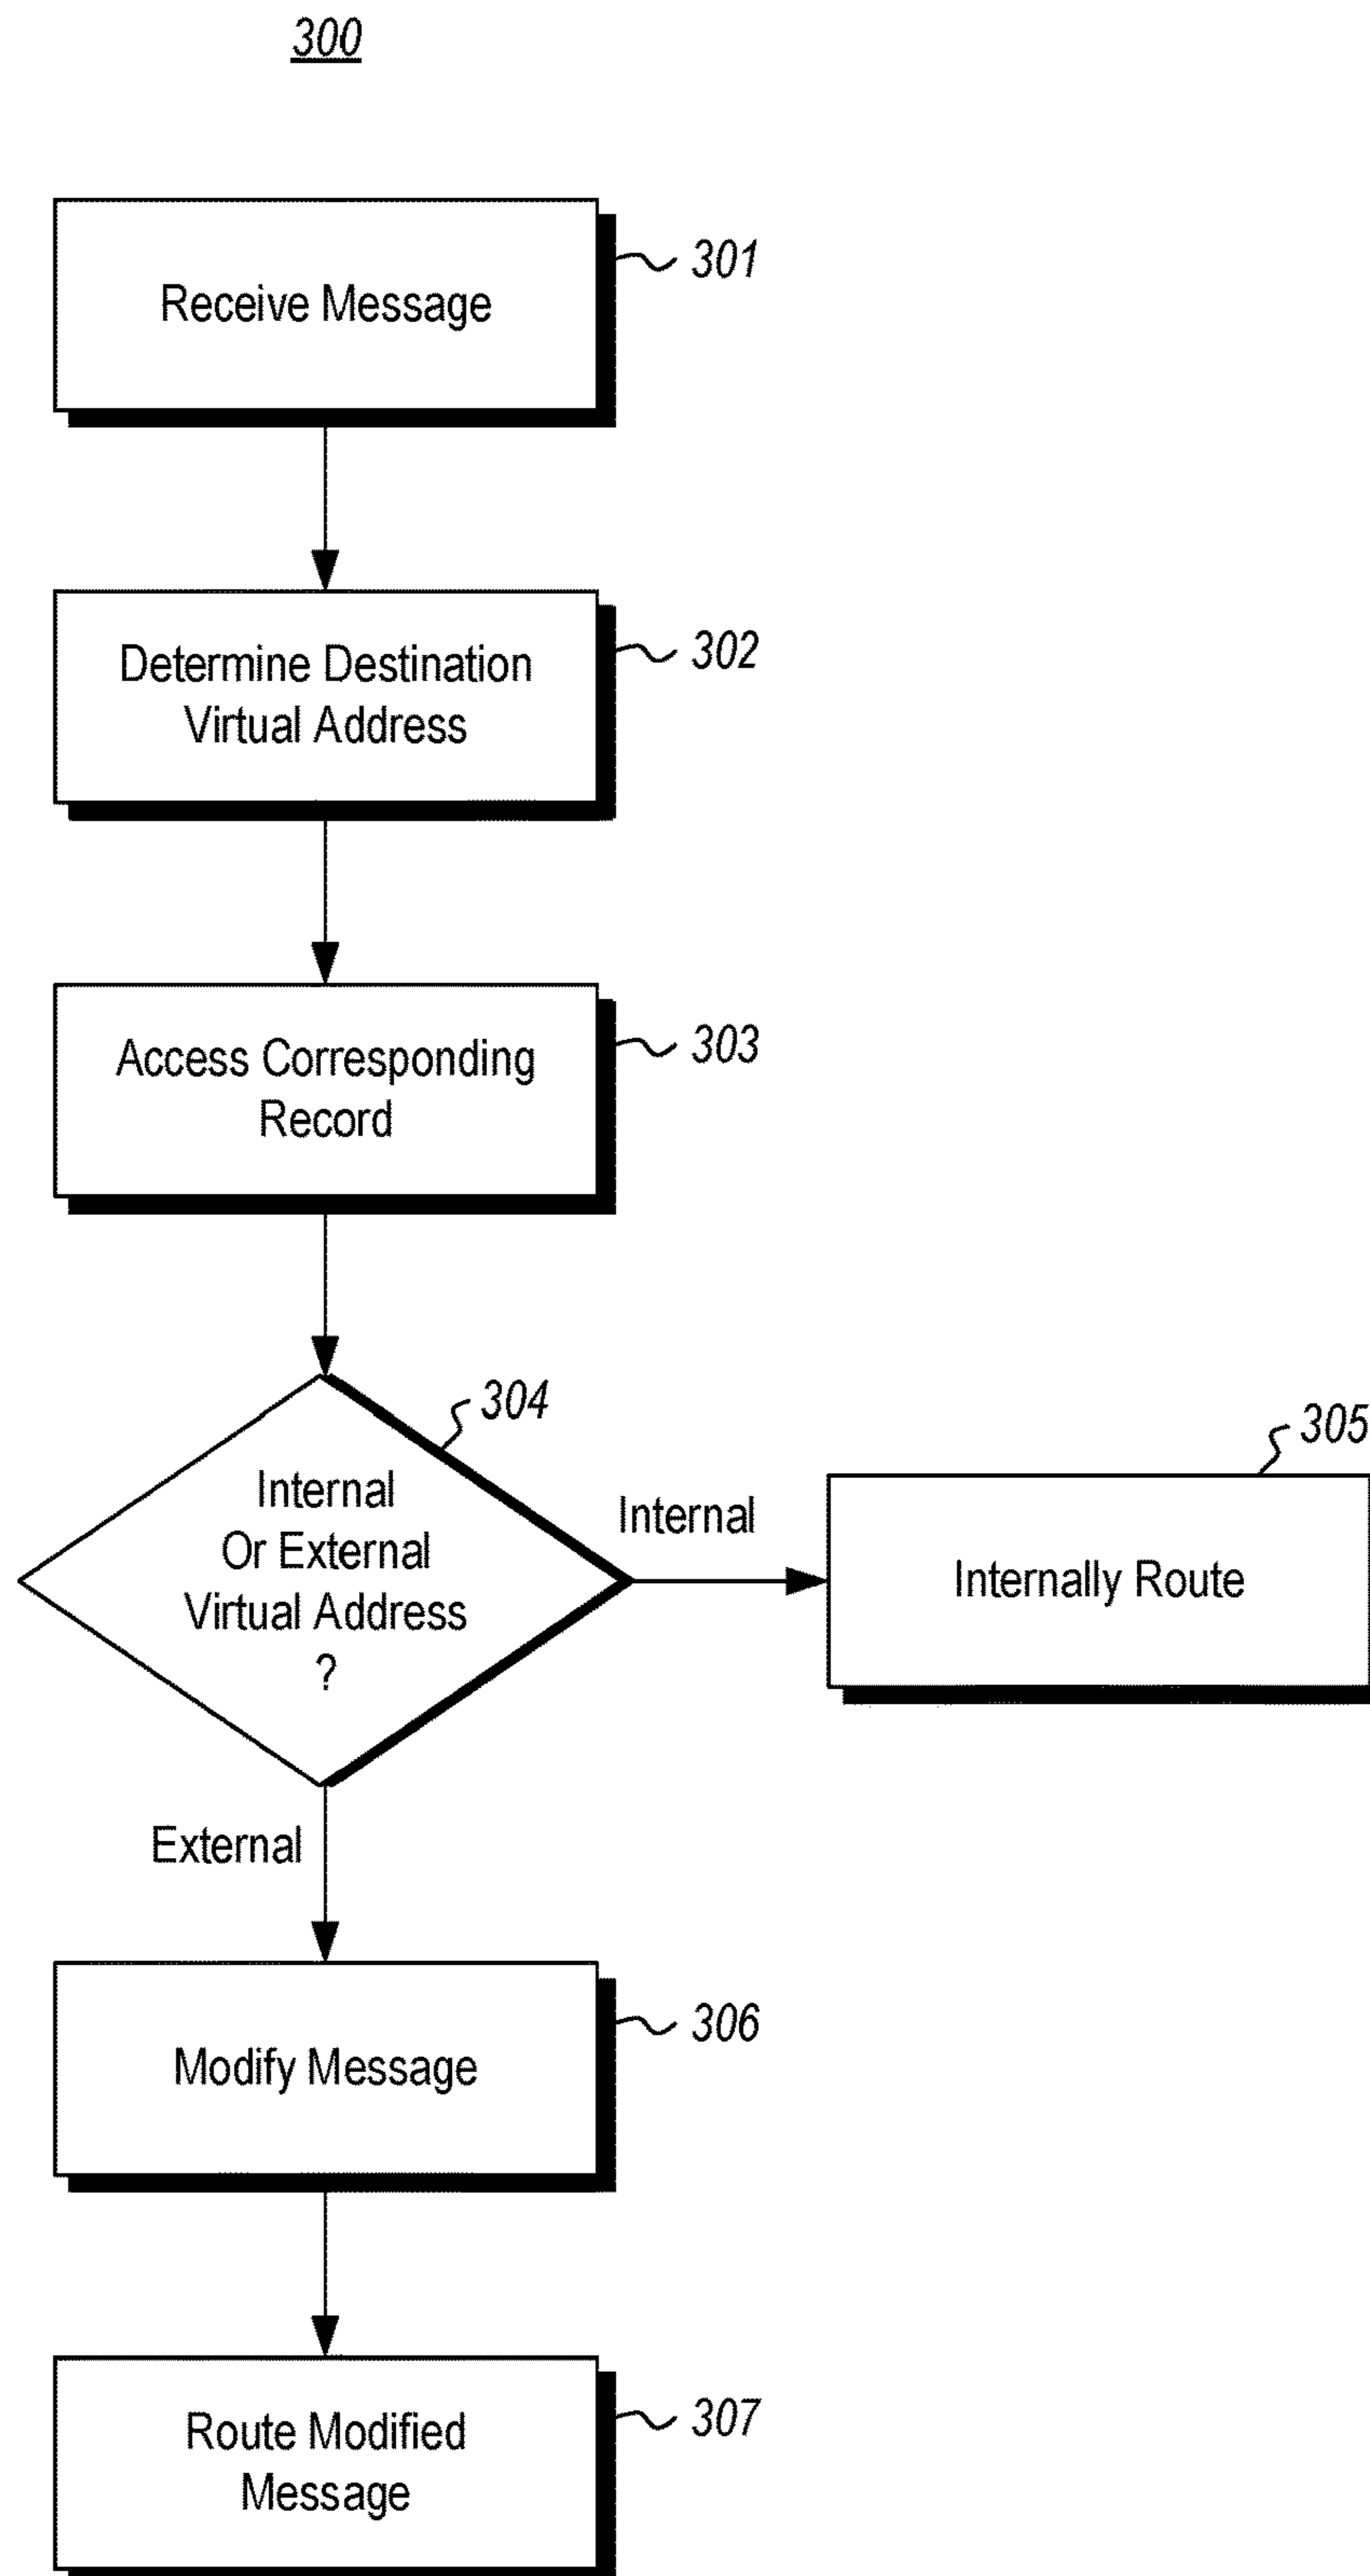 300
Receive Message
301
Determine Destination
Virtual Address
302
Access Corresponding
Record
303
304
Internal
Or External
Virtual Address
?
Internal
305
Internally Route
External
Modify Message
306
Route Modified
Message
307